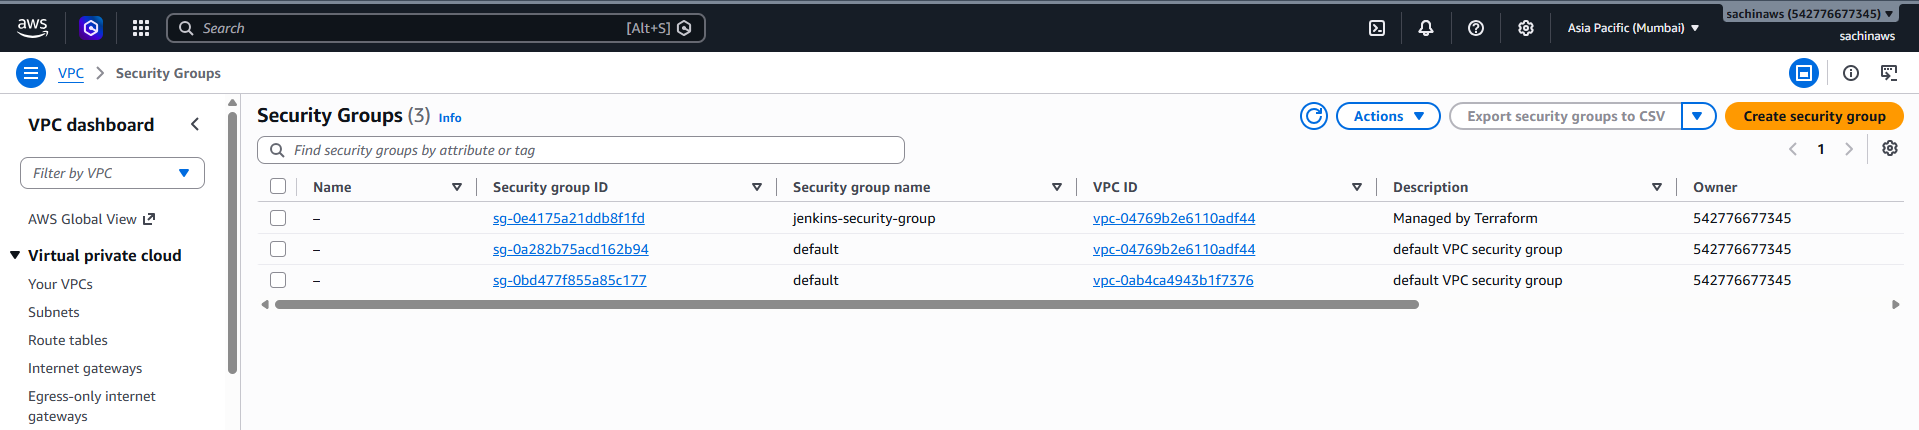 aws
Search [Alt+S]
Asia Pacific (Mumbai)
sachinaws (542776677345)
sachinaws
VPC
Security Groups
VPC dashboard
Filter by VPC
AWS Global View
Virtual private cloud
Your VPCs
Subnets
Route tables
Internet gateways
Egress-only internet
gateways
Security Groups (3) Info
Actions
Export security groups to CSV
Create security group
Find security groups by attribute or tag
1
Name Security group ID Security group name VPC ID Description Owner
– sg-0e4175a21ddb8f1fd jenkins-security-group vpc-04769b2e6110adf44 Managed by Terraform 542776677345
– sg-0a282b75acd162b94 default vpc-04769b2e6110adf44 default VPC security group 542776677345
– sg-0bd477f855a85c177 default vpc-0ab4ca4943b1f7376 default VPC security group 542776677345